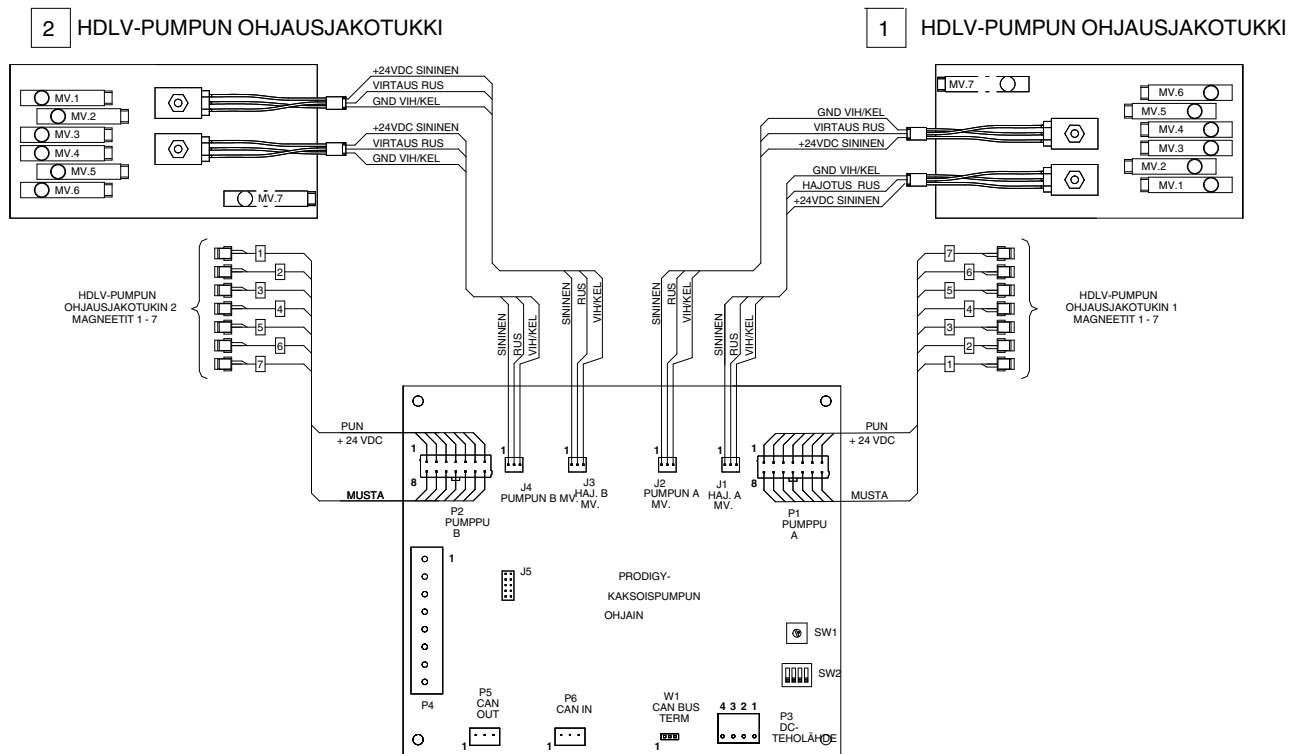 2 HDLV-PUMPUN OHJAUSJAKOTUKKI
1 HDLV-PUMPUN OHJAUSJAKOTUKKI
MV.1
MV.2
MV.3
MV.4
MV.5
MV.6
MV.7
+24VDC SININEN
VIRTAUS RUS
GND VIH/KEL
+24VDC SININEN
VIRTAUS RUS
GND VIH/KEL
GND VIH/KEL
VIRTAUS RUS
+24VDC SININEN
GND VIH/KEL
HAJOTUS RUS
+24VDC SININEN
MV.7
MV.6
MV.5
MV.4
MV.3
MV.2
MV.1
HDLV-PUMPUN
OHJAUSJAKOTUKIN 2
MAGNEETIT 1 - 7
1
2
3
4
5
6
7
SININEN
RUS
VIH/KEL
SININEN
RUS
VIH/KEL
SININEN
RUS
VIH/KEL
SININEN
RUS
VIH/KEL
7
6
5
4
3
2
1
HDLV-PUMPUN
OHJAUSJAKOTUKIN 1
MAGNEETIT 1 - 7
PUN
+ 24 VDC
MUSTA
1
8
P2
PUMPPU
B
1
J4
PUMPUN B MV.
1
J3
HAJ. B
MV.
1
J2
PUMPUN A
MV.
1
J1
HAJ. A
MV.
1
8
P1
PUMPPU
A
PUN
+ 24 VDC
MUSTA
1
P4
J5
PRODIGY-
KAKSOISPUMPUN
OHJAIN
SW1
SW2
P5
CAN
OUT
1
P6
CAN IN
1
W1
CAN BUS
TERM
1
4 3 2 1
P3
DC-
TEHOLÄHDE